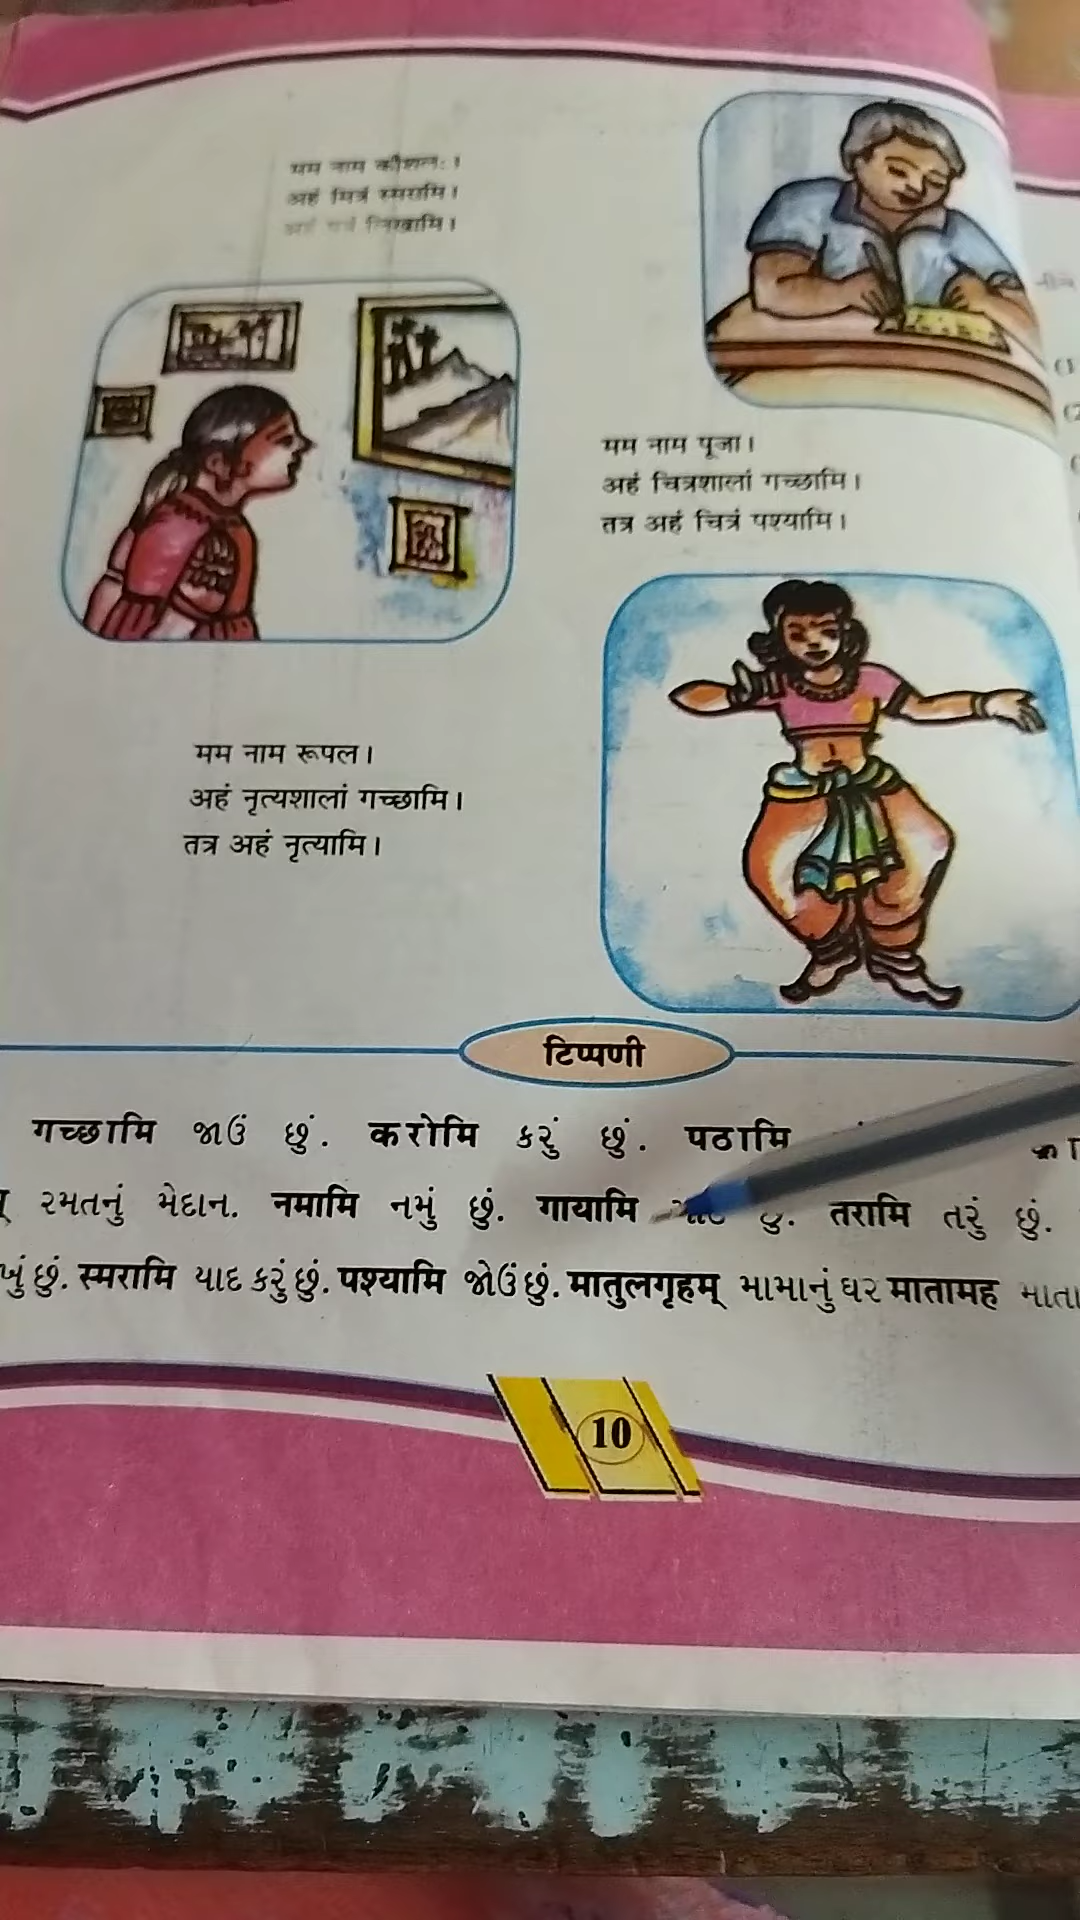 मम नाम कौशलः ।
अहं मित्रं स्मरामि ।
लिखामि ।
मम नाम पूजा ।
अहं चित्रशालां गच्छामि ।
तत्र अहं चित्रं पश्यामि ।
मम नाम रूपल ।
अहं नृत्यशालां गच्छामि ।
तत्र अहं नृत्यामि ।
टिप्पणी
गच्छामि જાઉં છું. करोमि કરું છું. पठामि
રમતનું મેદાન. नमामि નમું છું. गायामि છું. तरामि તરું છું.
છું. स्मरामि યાદ કરું છું. पश्यामि જોઉં છું. मातुलगृहम् મામાનું ઘર मातामह માતા
10